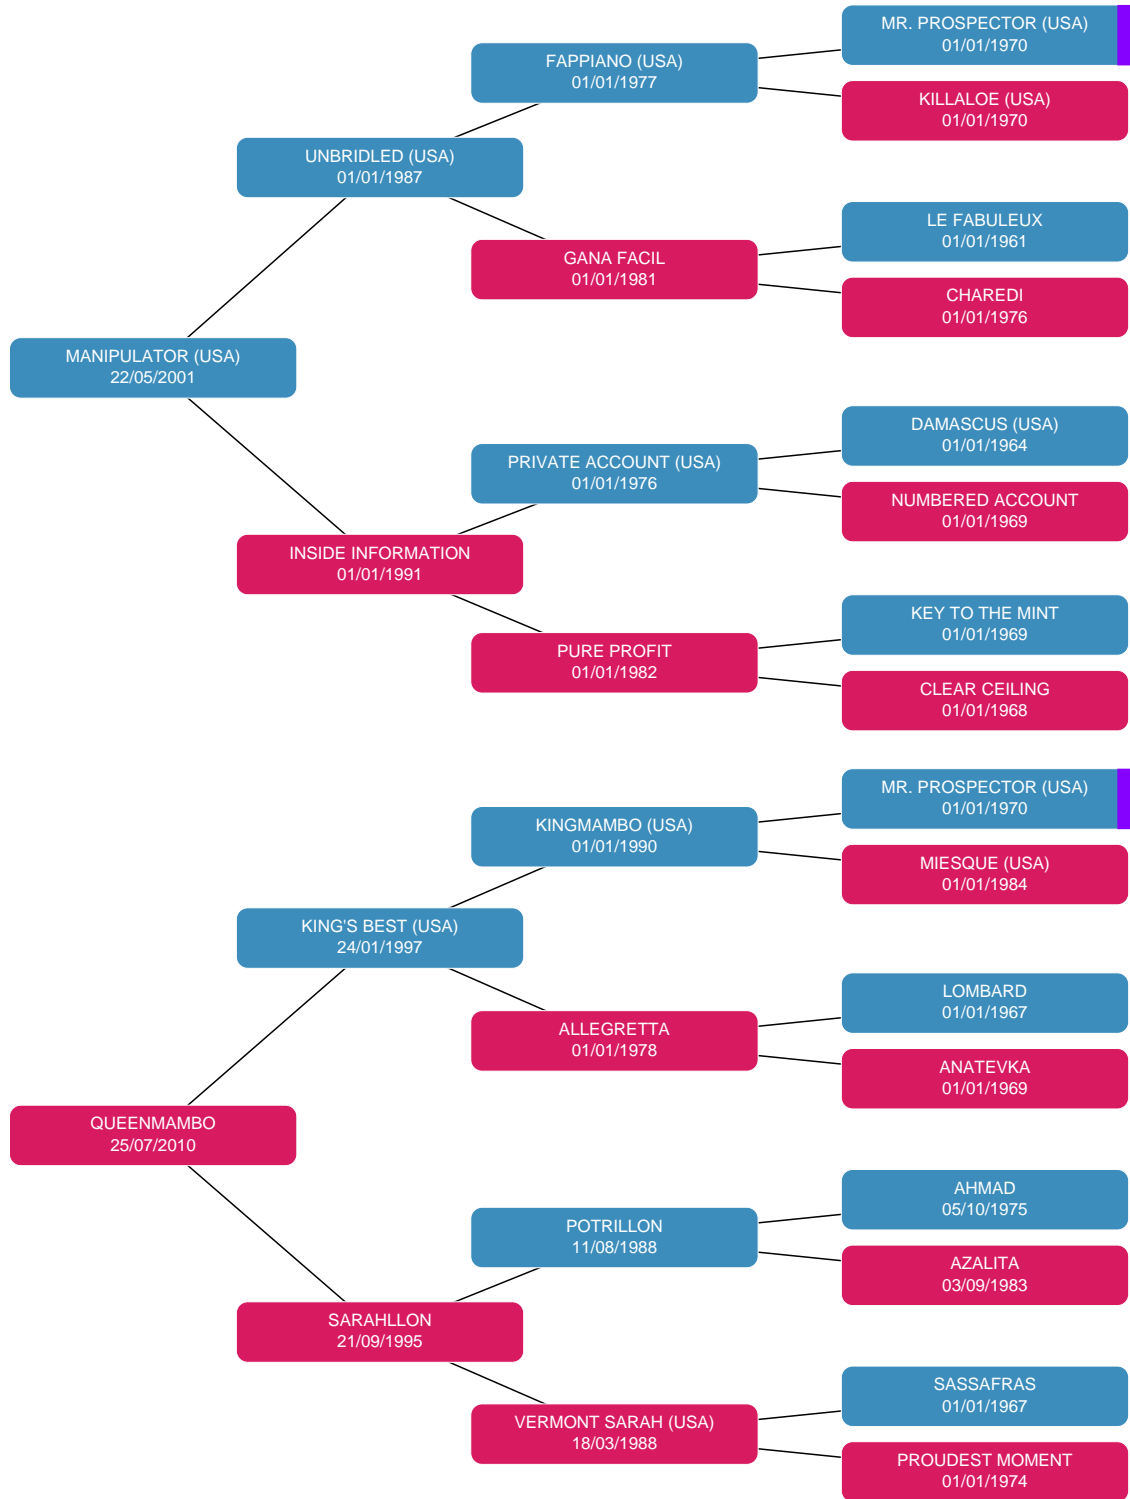 MR. PROSPECTOR (USA)
01/01/1970
FAPPIANO (USA)
01/01/1977
KILLALOE (USA)
01/01/1970
UNBRIDLED (USA)
01/01/1987
LE FABULEUX
01/01/1961
GANA FACIL
01/01/1981
CHAREDI
01/01/1976
MANIPULATOR (USA)
22/05/2001
DAMASCUS (USA)
01/01/1964
PRIVATE ACCOUNT (USA)
01/01/1976
NUMBERED ACCOUNT
01/01/1969
INSIDE INFORMATION
01/01/1991
KEY TO THE MINT
01/01/1969
PURE PROFIT
01/01/1982
CLEAR CEILING
01/01/1968
MR. PROSPECTOR (USA)
01/01/1970
KINGMAMBO (USA)
01/01/1990
MIESQUE (USA)
01/01/1984
KING'S BEST (USA)
24/01/1997
LOMBARD
01/01/1967
ALLEGRETTA
01/01/1978
ANATEVKA
01/01/1969
QUEENMAMBO
25/07/2010
AHMAD
05/10/1975
POTRILLON
11/08/1988
AZALITA
03/09/1983
SARAHLLON
21/09/1995
SASSAFRAS
01/01/1967
VERMONT SARAH (USA)
18/03/1988
PROUDEST MOMENT
01/01/1974